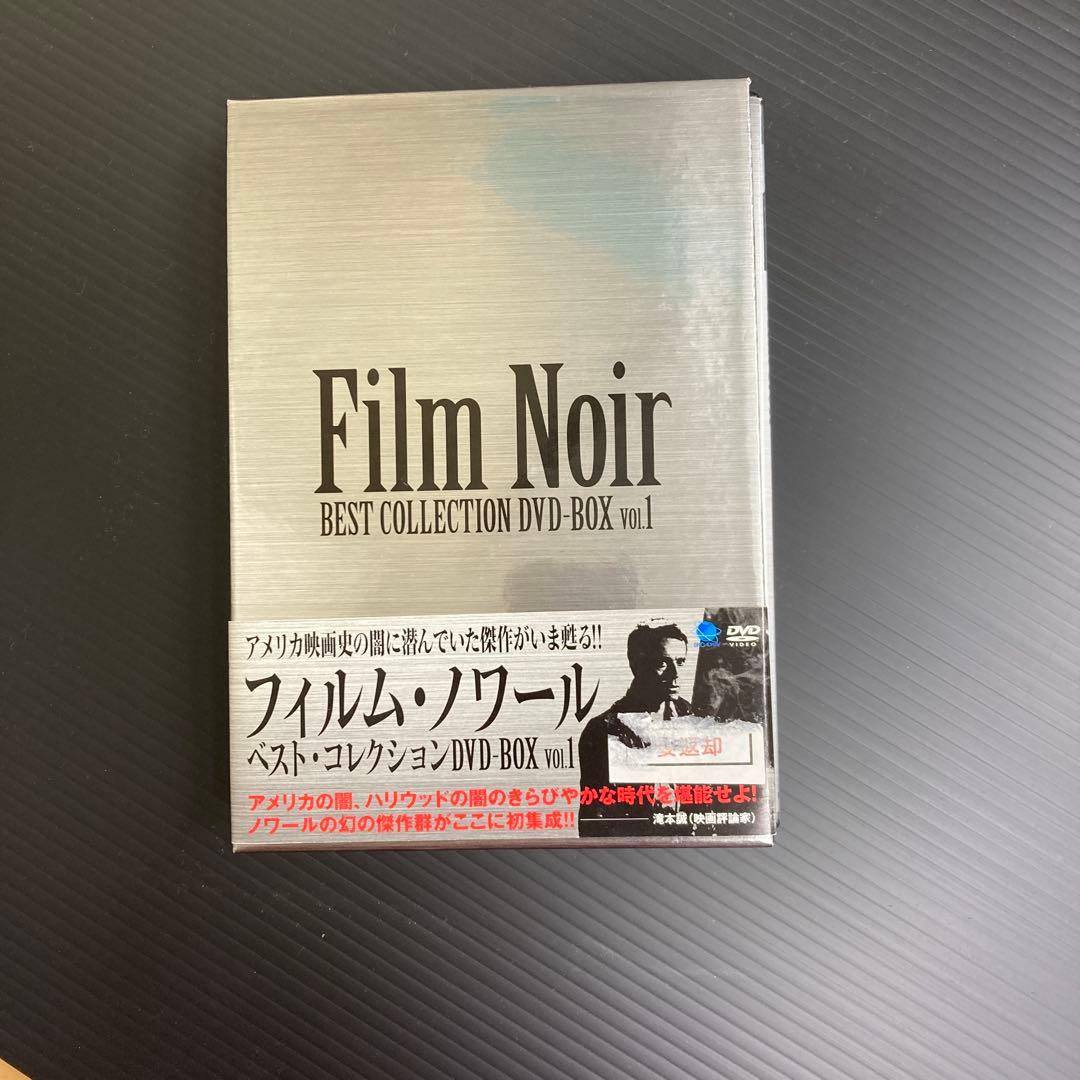 Film Noir
BEST COLLECTION DVD-BOX VOL.1
アメリカ映画史の闇に潜んでいた傑作がいま甦る!!
DVD
VIDEO
フィルム・ノワール
ベスト・コレクションDVD-BOX VOL.1
返却
アメリカの闇、ハリウッドの闇のきらびやかな時代を堪能せよ!
ノワールの幻の傑作群がここに初集成!! 滝本誠(映画評論家)